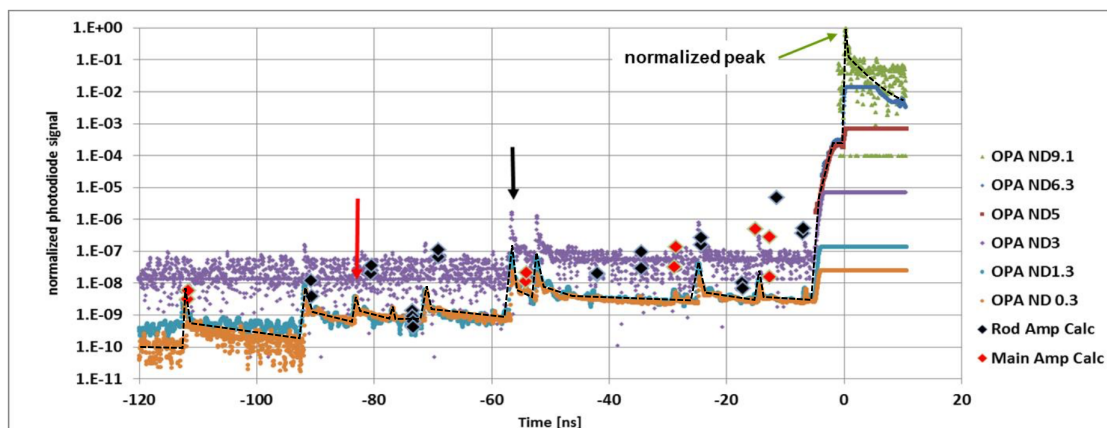 normalized photodiode signal
1.E+00
1.E-01
1.E-02
1.E-03
1.E-04
1.E-05
1.E-06
1.E-07
1.E-08
1.E-09
1.E-10
1.E-11
normalized peak
-120 -100 -80 -60 -40 -20 0 20
Time [ns]
OPA ND9.1
OPA ND6.3
OPA ND5
OPA ND3
OPA ND1.3
OPA ND 0.3
Rod Amp Calc
Main Amp Calc